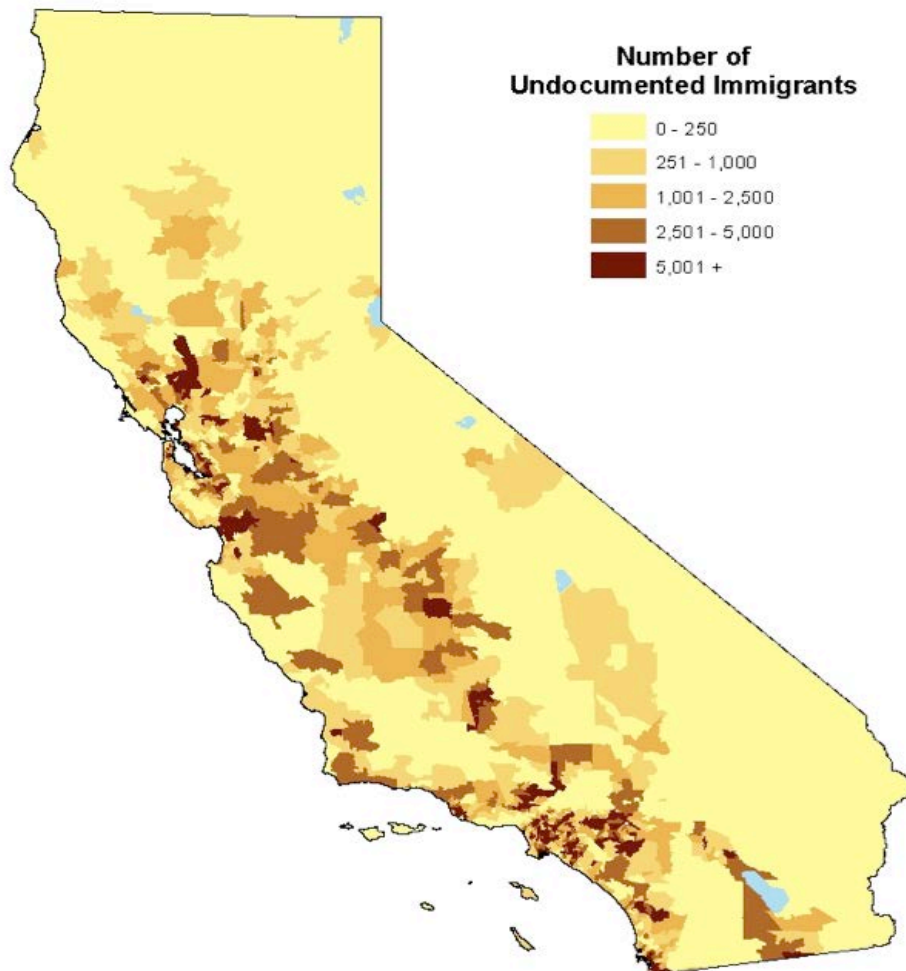 Number of
Undocumented Immigrants
0 - 250
251 - 1,000
1,001 - 2,500
2,501 - 5,000
5,001 +